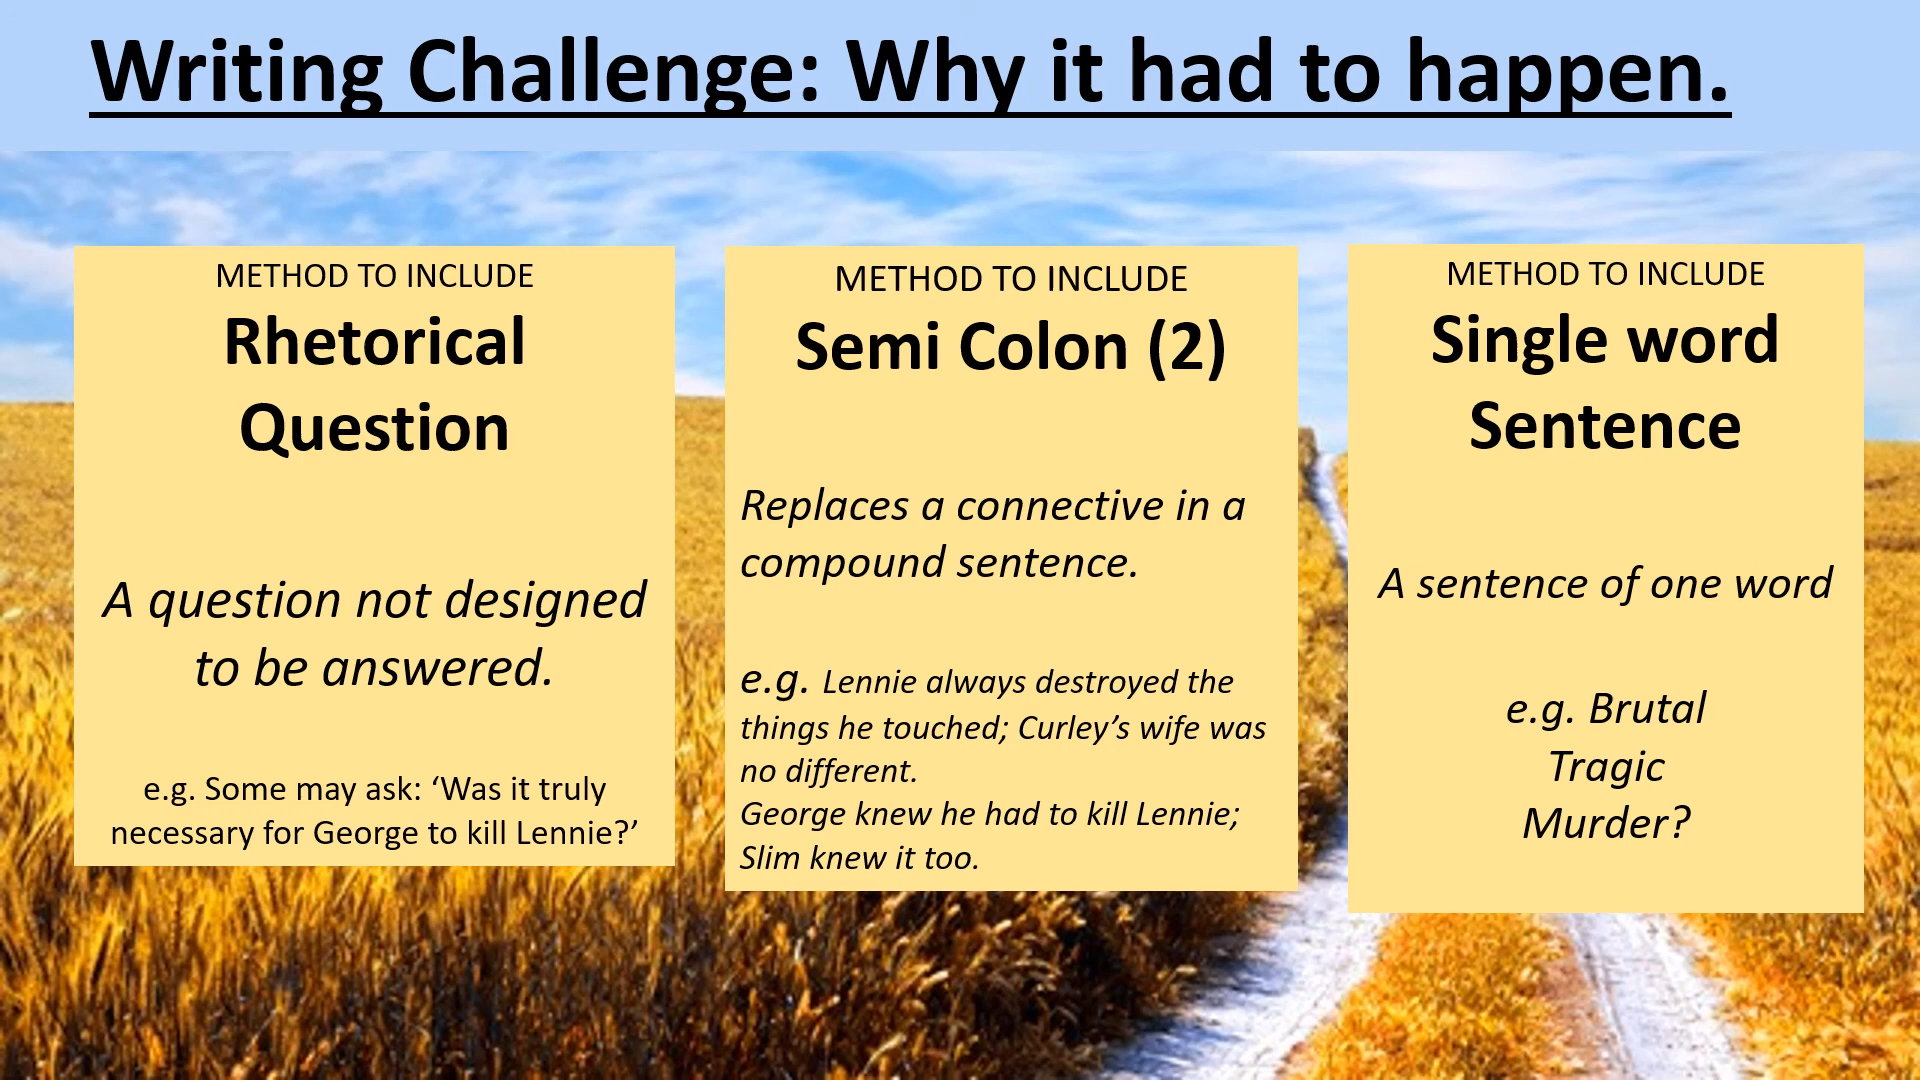 Writing Challenge: Why it had to happen.
METHOD TO INCLUDE
Rhetorical
Question
A question not designed
to be answered.
e.g. Some may ask: ‘Was it truly
necessary for George to kill Lennie?’
METHOD TO INCLUDE
Semi Colon (2)
Replaces a connective in a
compound sentence.
e.g. Lennie always destroyed the
things he touched; Curley’s wife was
no different.
George knew he had to kill Lennie;
Slim knew it too.
METHOD TO INCLUDE
Single word
Sentence
A sentence of one word
e.g. Brutal
Tragic
Murder?